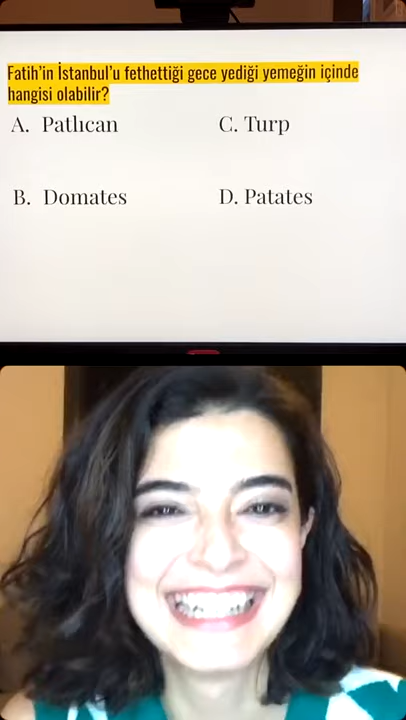 Fatih'in İstanbul'u fethettiği gece yediği yemeğin içinde
hangisi olabilir?
A. Patlıcan
C. Turp
B. Domates
D. Patates